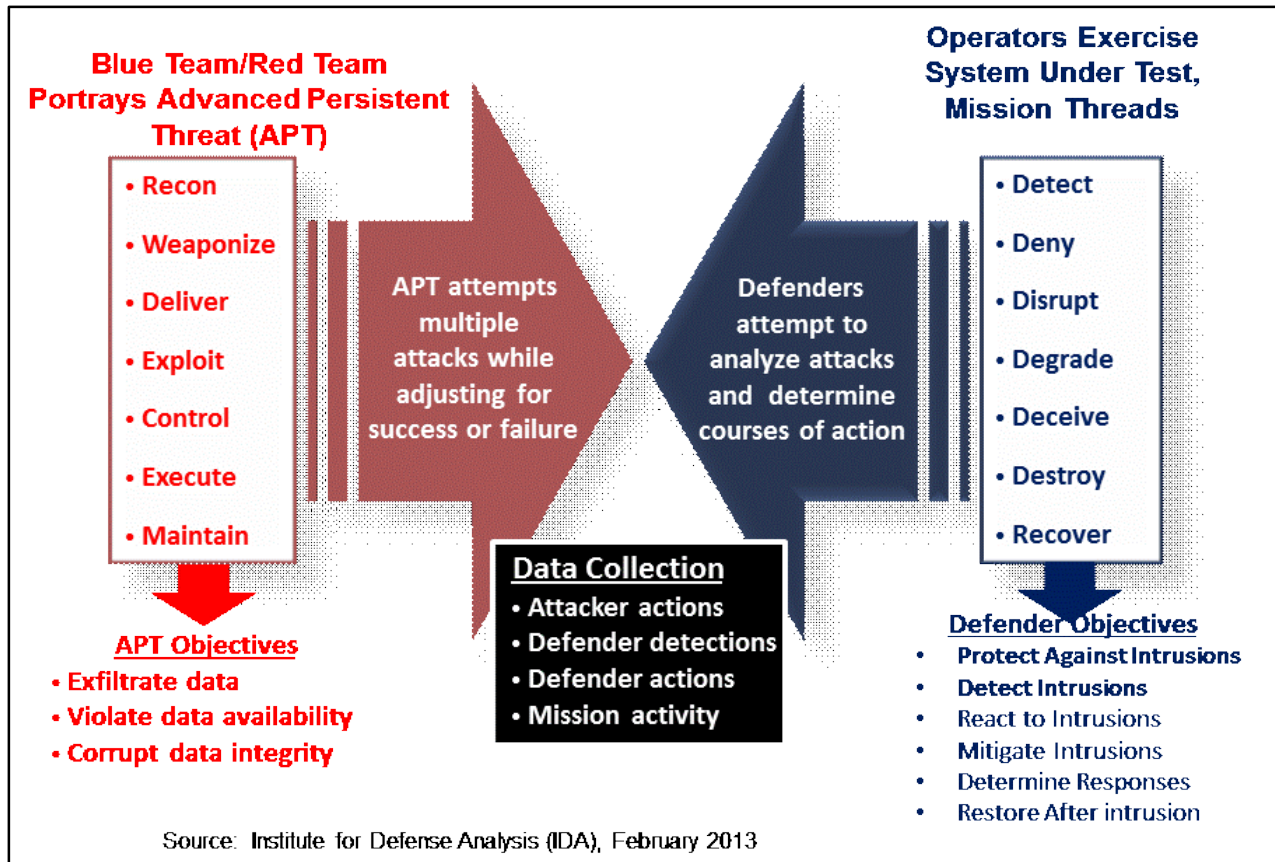 Blue Team/Red Team
Portrays Advanced Persistent
Threat (APT)
• Recon
• Weaponize
• Deliver
• Exploit
• Control
• Execute
• Maintain
APT Objectives
• Exfiltrate data
• Violate data availability
• Corrupt data integrity
APT attempts
multiple
attacks while
adjusting for
success or failure
Data Collection
• Attacker actions
• Defender detections
• Defender actions
• Mission activity
Defenders
attempt to
analyze attacks
and determine
courses of action
Operators Exercise
System Under Test,
Mission Threads
• Detect
• Deny
• Disrupt
• Degrade
• Deceive
• Destroy
• Recover
Defender Objectives
• Protect Against Intrusions
• Detect Intrusions
• React to Intrusions
• Mitigate Intrusions
• Determine Responses
• Restore After intrusion
Source: Institute for Defense Analysis (IDA), February 2013